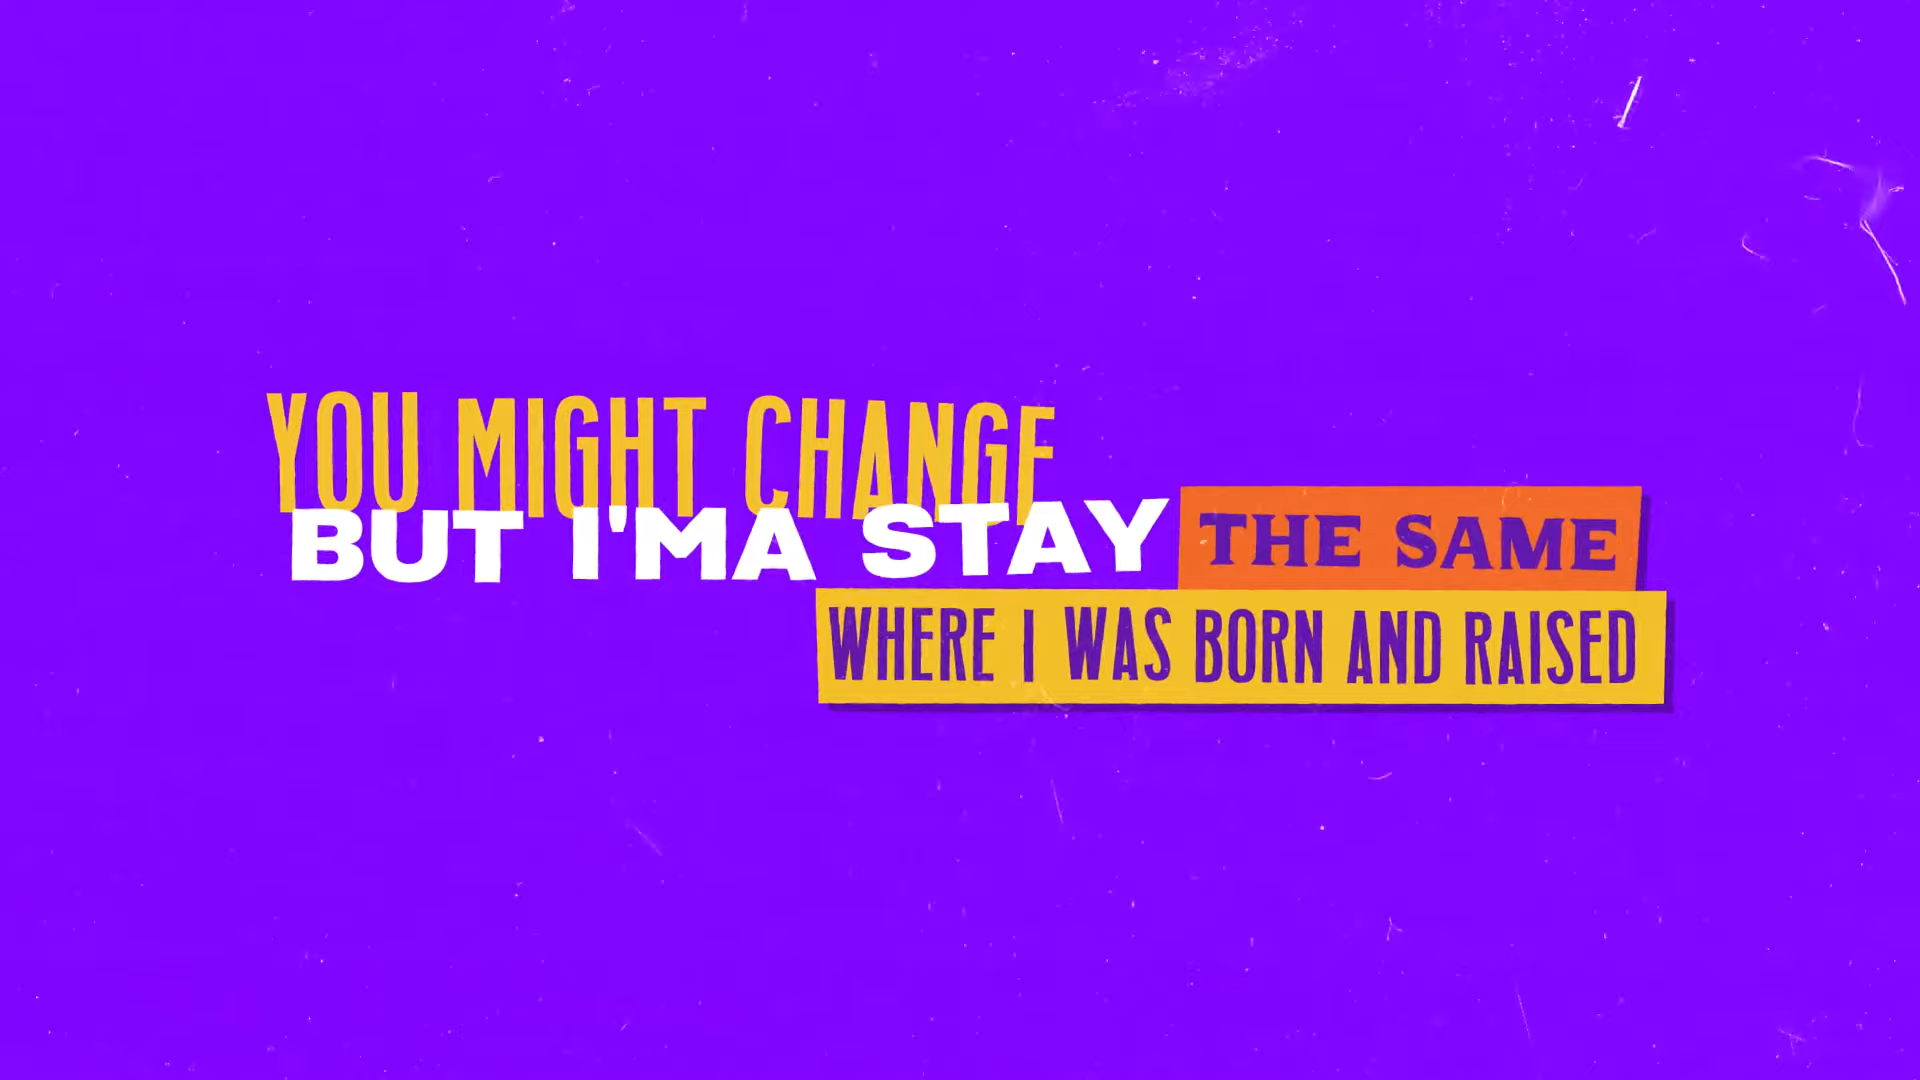 YOU MIGHT CHANGE
BUT I'MA STAY THE SAME
WHERE I WAS BORN AND RAISED